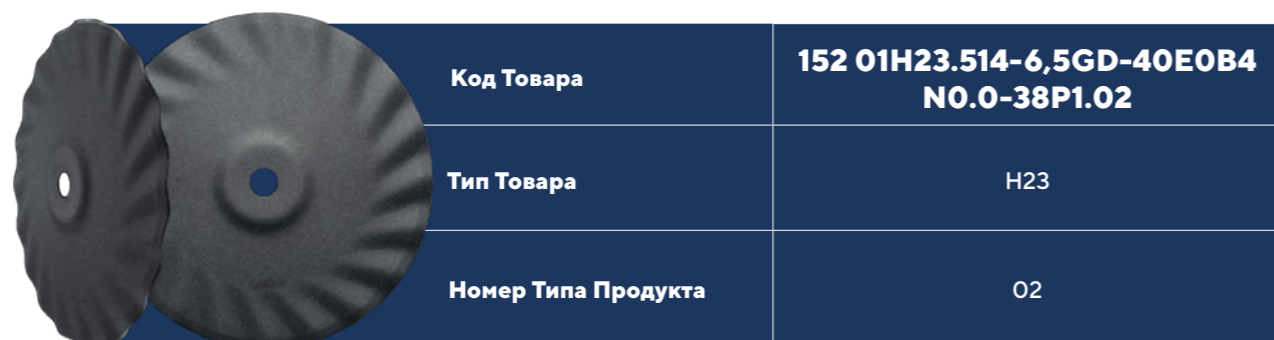 Код Товара
152 01H23.514-6,5GD-40E0B4
N0.0-38P1.02
Тип Товара
H23
Номер Типа Продукта
02